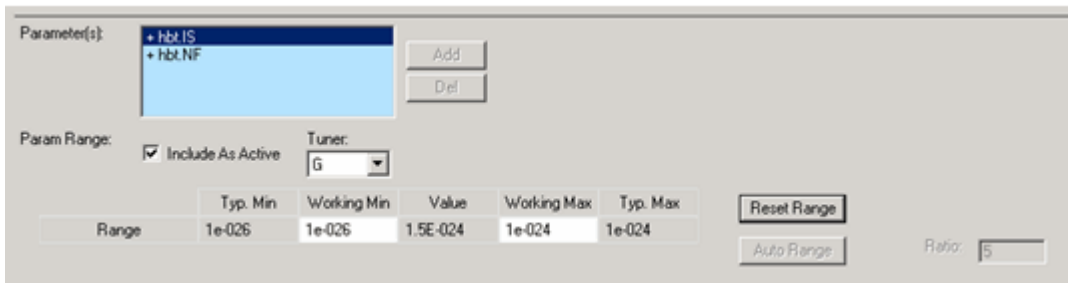 Parameter(s):
+ hbt.IS
+ hbt.NF
Add
Del
Param Range:
Include As Active
Tuner:
G
Typ. Min Working Min Value Working Max Typ. Max
Range 1e-026 1e-026 1.5E-024 1e-024 1e-024
Reset Range
Auto Range
Ratio: 5